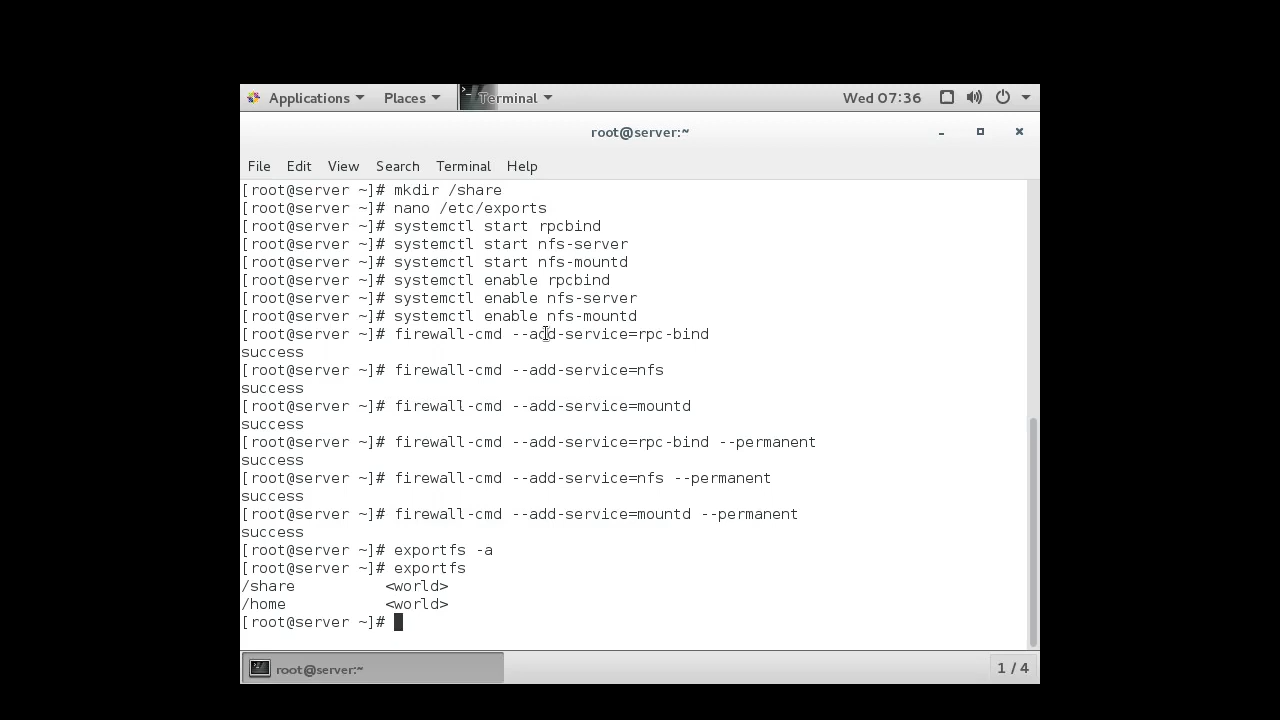 Applications Places Terminal Wed 07:36
root@server:~
File Edit View Search Terminal Help
[root@server ~]# mkdir /share
[root@server ~]# nano /etc/exports
[root@server ~]# systemctl start rpcbind
[root@server ~]# systemctl start nfs-server
[root@server ~]# systemctl start nfs-mountd
[root@server ~]# systemctl enable rpcbind
[root@server ~]# systemctl enable nfs-server
[root@server ~]# systemctl enable nfs-mountd
[root@server ~]# firewall-cmd --add-service=rpc-bind
success
[root@server ~]# firewall-cmd --add-service=nfs
success
[root@server ~]# firewall-cmd --add-service=mountd
success
[root@server ~]# firewall-cmd --add-service=rpc-bind --permanent
success
[root@server ~]# firewall-cmd --add-service=nfs --permanent
success
[root@server ~]# firewall-cmd --add-service=mountd --permanent
success
[root@server ~]# exportfs -a
[root@server ~]# exportfs
/share          <world>
/home           <world>
[root@server ~]#
root@server:~ 1 / 4